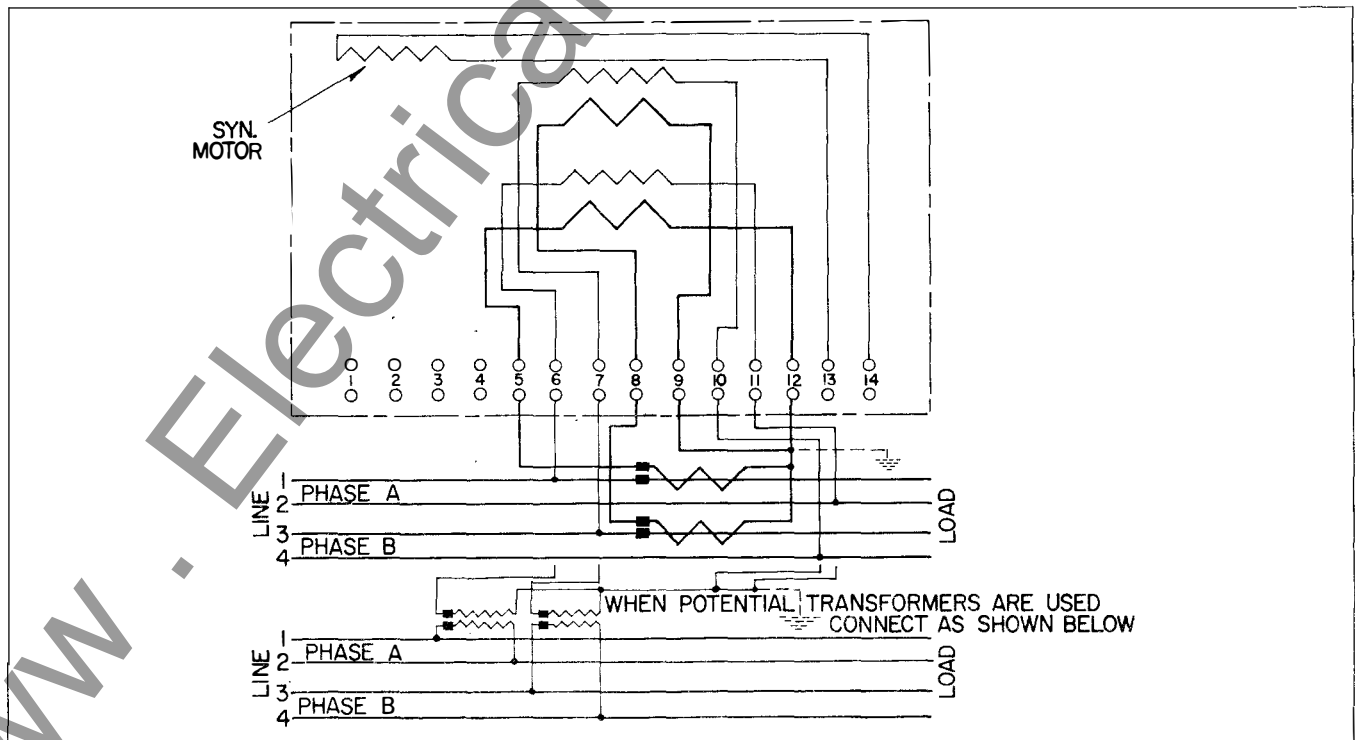 www. Electrical
SYN.
MOTOR
1 2 3 4 5 6 7 8 9 10 11 12 13 14
LINE
1
PHASE A
2
3
PHASE B
4
LOAD
WHEN POTENTIAL TRANSFORMERS ARE USED
CONNECT AS SHOWN BELOW
LINE
1
PHASE A
2
3
PHASE B
4
LOAD